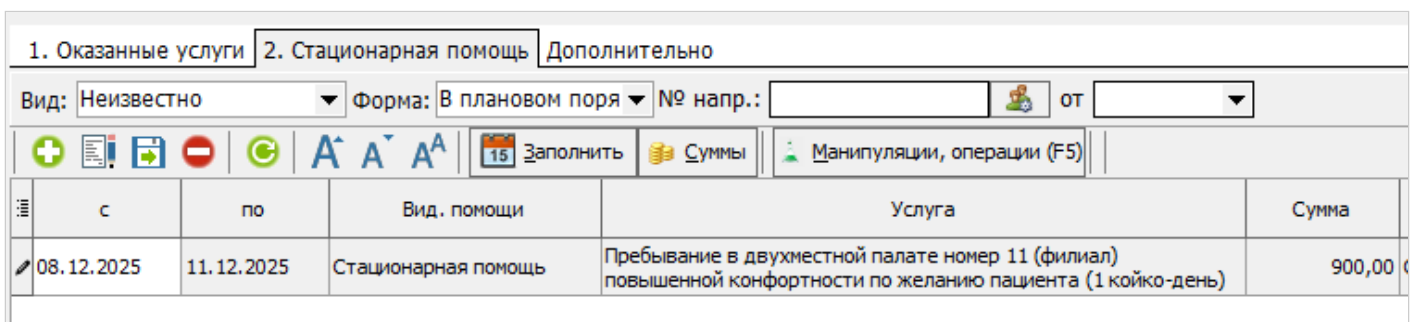 1. Оказанные услуги 2. Стационарная помощь Дополнительно
Вид: Неизвестно Форма: В плановом поря № напр.: от
15 Заполнить Суммы Манипуляции, операции (F5)
с по Вид. помощи Услуга Сумма
08.12.2025 11.12.2025 Стационарная помощь Пребывание в двухместной палате номер 11 (филиал)
повышенной конфортности по желанию пациента (1 койко-день) 900,00